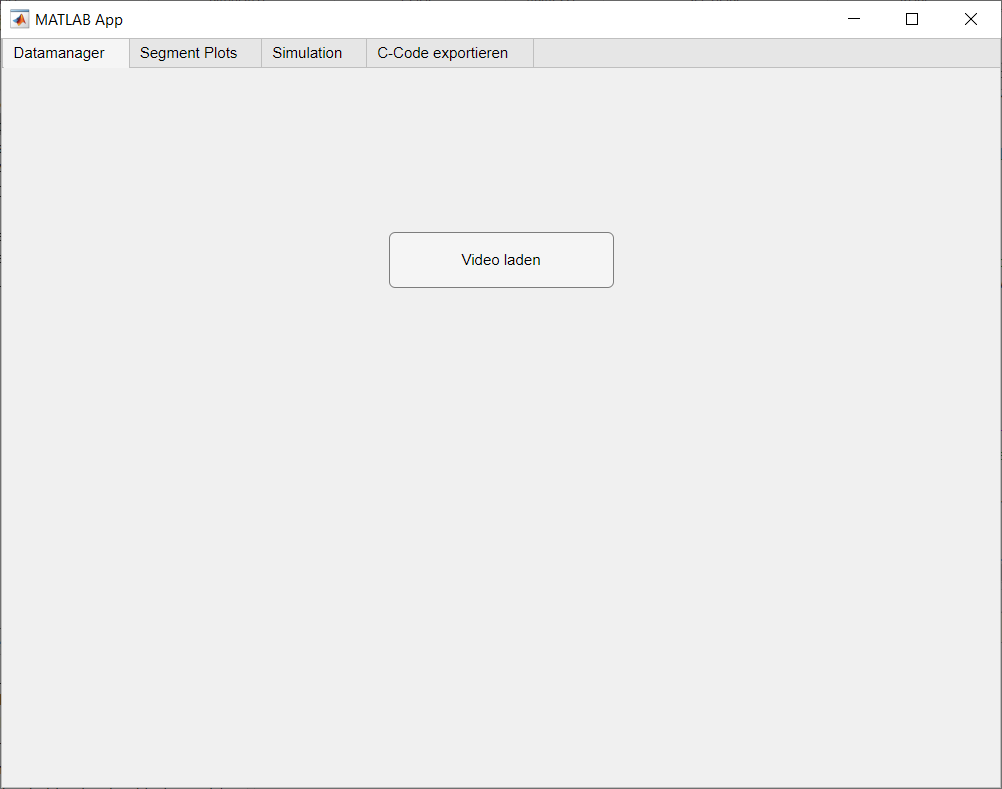 MATLAB App
Datamanager Segment Plots Simulation C-Code exportieren
Video laden